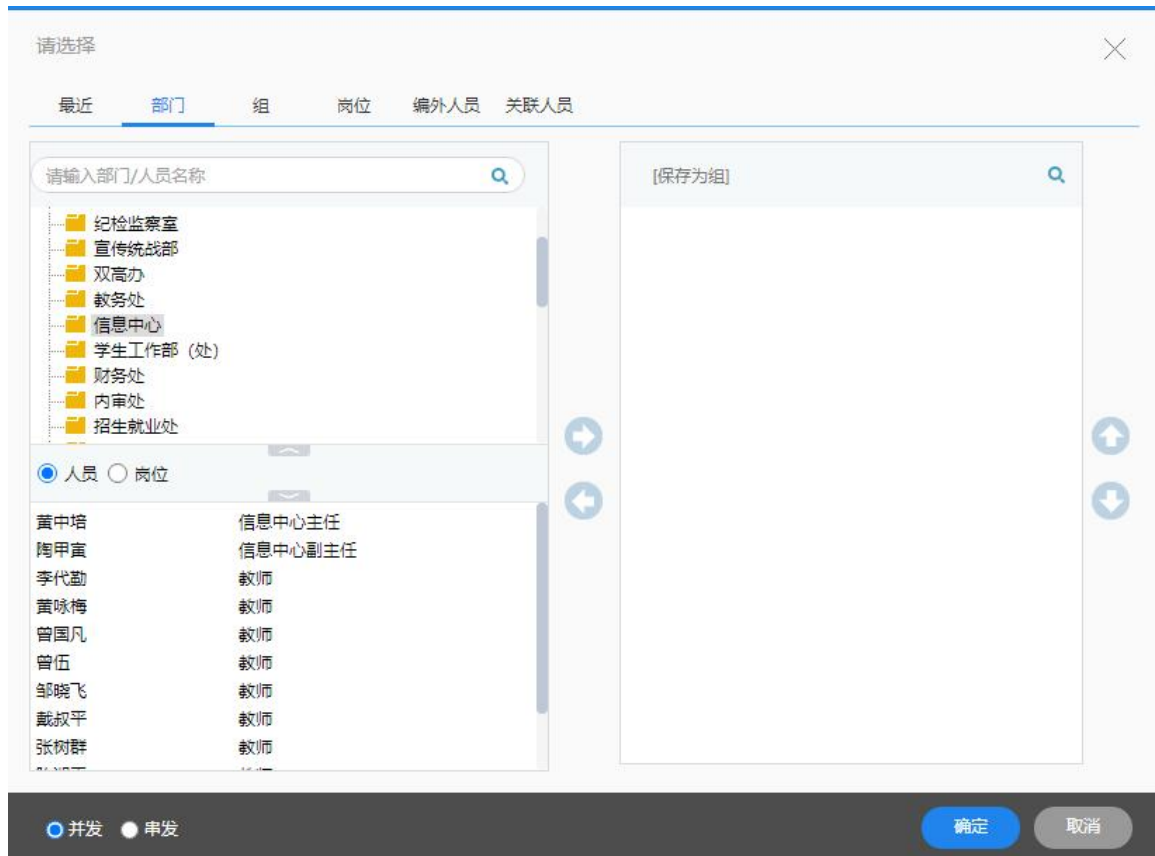 请选择
最近 部门 组 岗位 编外人员 关联人员
请输入部门/人员名称
[保存为组]
纪检监察室
宣传统战部
双高办
教务处
信息中心
学生工作部（处）
财务处
内审处
招生就业处
人员 岗位
黄中培 信息中心主任
陶甲寅 信息中心副主任
李代勤 教师
黄咏梅 教师
曾国凡 教师
曾伍 教师
邹晓飞 教师
戴叔平 教师
张树群 教师
并发 串发 确定 取消